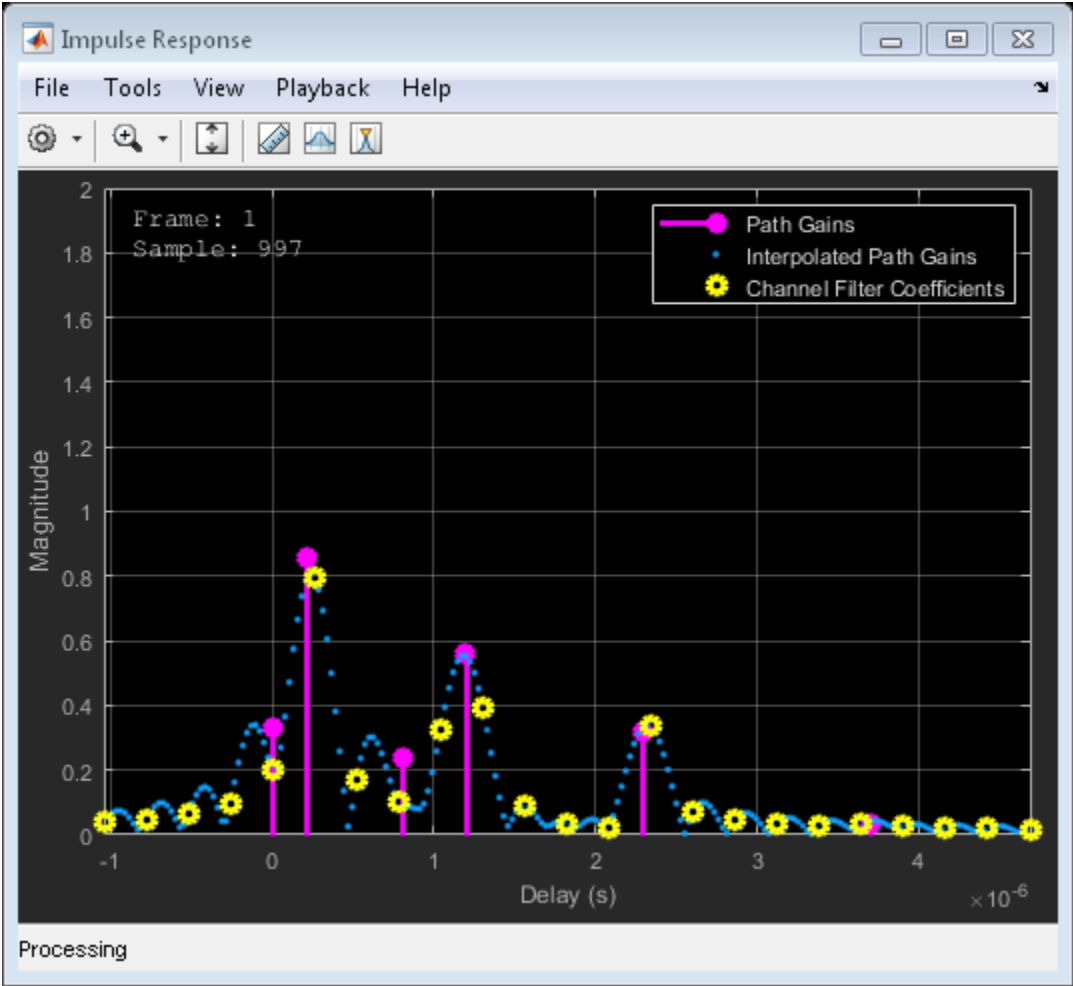 Impulse Response
File Tools View Playback Help
Frame: 1
Sample: 997
Path Gains
Interpolated Path Gains
Channel Filter Coefficients
2
1.8
1.6
1.4
1.2
1
0.8
0.6
0.4
0.2
0
Magnitude
-1 0 1 2 3 4
Delay (s)
×10-6
Processing